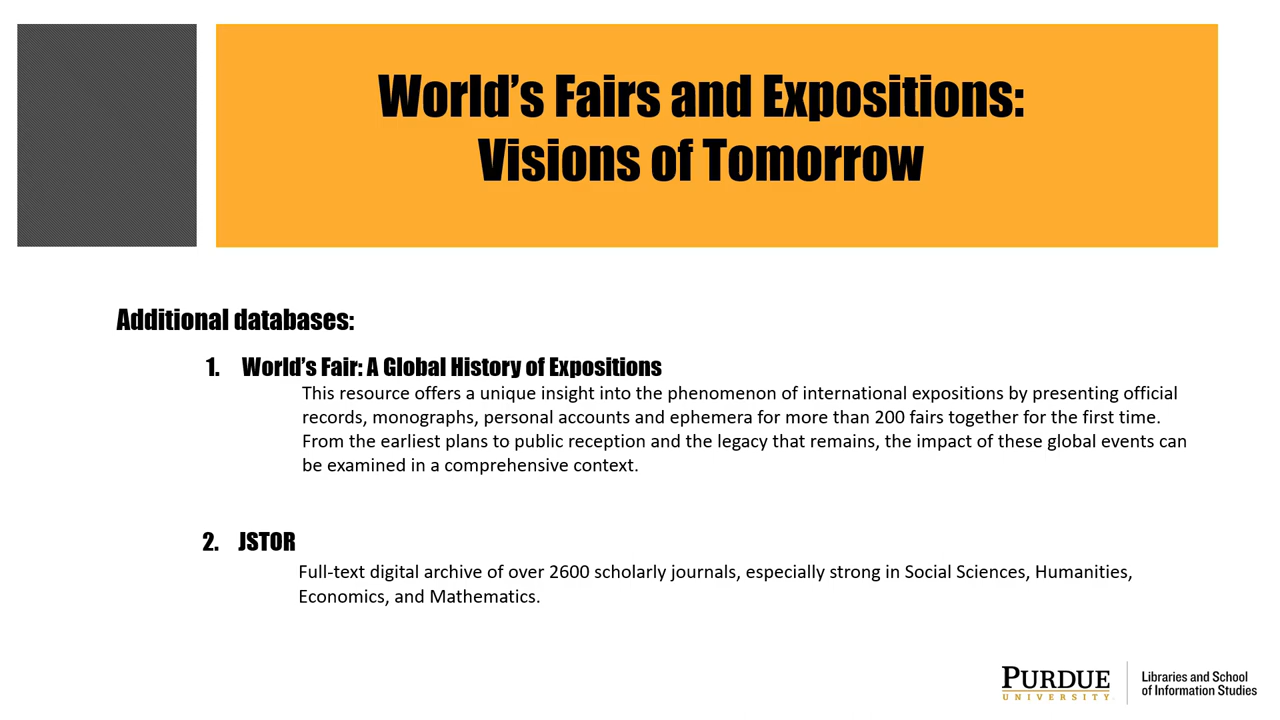 World’s Fairs and Expositions:
Visions of Tomorrow
Additional databases:
1. World’s Fair: A Global History of Expositions
This resource offers a unique insight into the phenomenon of international expositions by presenting official
records, monographs, personal accounts and ephemera for more than 200 fairs together for the first time.
From the earliest plans to public reception and the legacy that remains, the impact of these global events can
be examined in a comprehensive context.
2. JSTOR
Full-text digital archive of over 2600 scholarly journals, especially strong in Social Sciences, Humanities,
Economics, and Mathematics.
PURDUE
UNIVERSITY
Libraries and School
of Information Studies